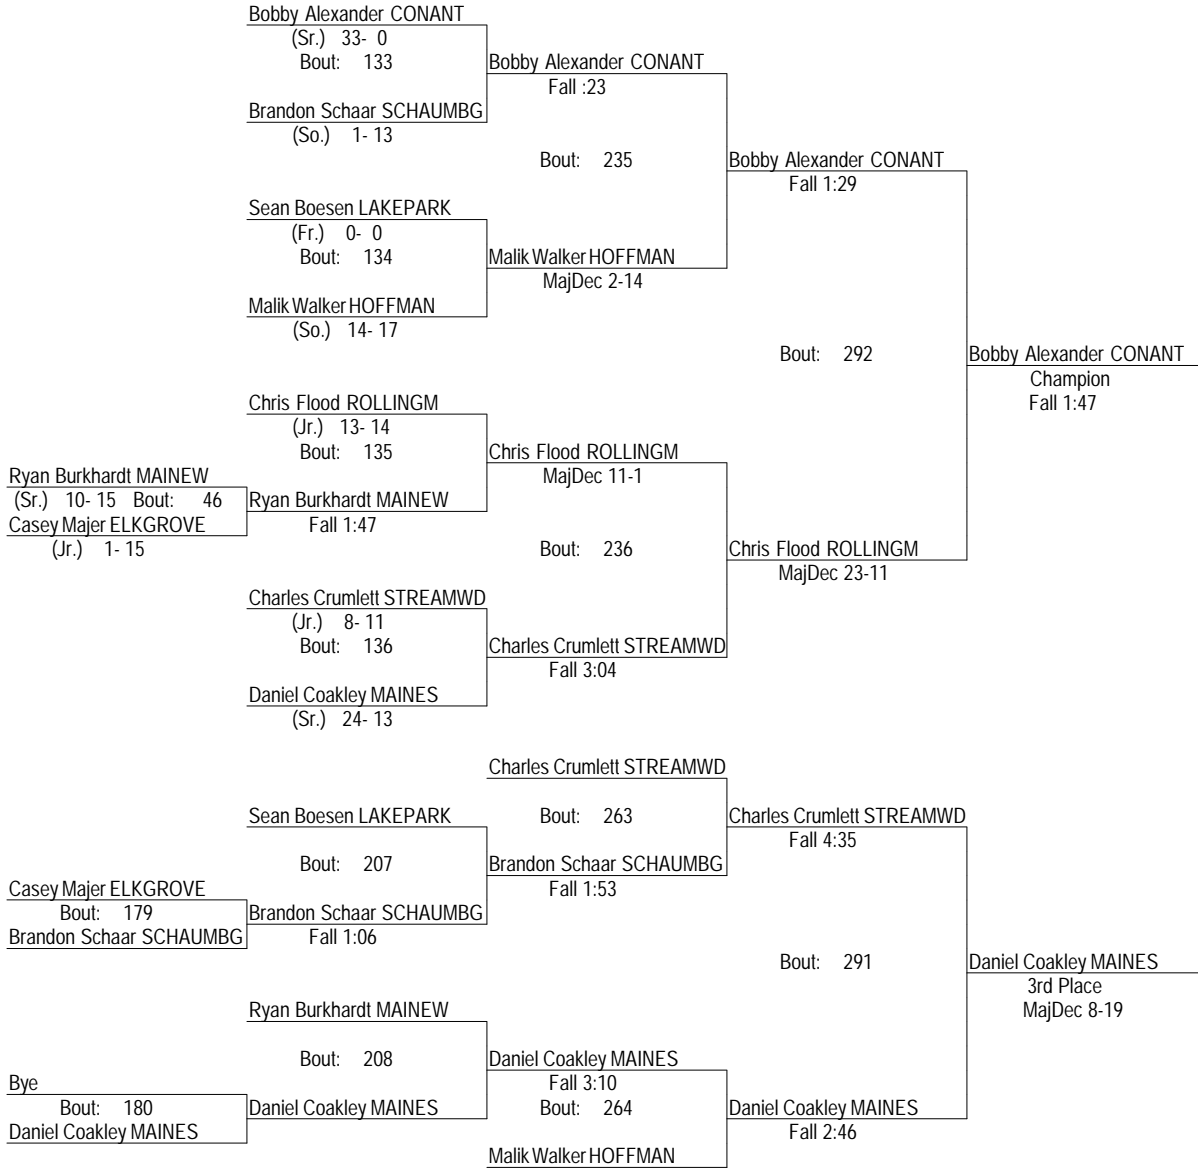 Bobby Alexander CONANT
(Sr.) 33- 0
Bout: 133
Bobby Alexander CONANT
Fall :23
Brandon Schaar SCHAUMBG
(So.) 1- 13
Bout: 235
Bobby Alexander CONANT
Fall 1:29
Sean Boesen LAKEPARK
(Fr.) 0- 0
Bout: 134
Malik Walker HOFFMAN
MajDec 2-14
Malik Walker HOFFMAN
(So.) 14- 17
Bout: 292
Bobby Alexander CONANT
Champion
Fall 1:47
Chris Flood ROLLINGM
(Jr.) 13- 14
Bout: 135
Chris Flood ROLLINGM
MajDec 11-1
Ryan Burkhardt MAINEW
(Sr.) 10- 15 Bout: 46
Ryan Burkhardt MAINEW
Fall 1:47
Casey Majer ELKGROVE
(Jr.) 1- 15
Bout: 236
Chris Flood ROLLINGM
MajDec 23-11
Charles Crumlett STREAMWD
(Jr.) 8- 11
Bout: 136
Charles Crumlett STREAMWD
Fall 3:04
Daniel Coakley MAINES
(Sr.) 24- 13
Charles Crumlett STREAMWD
Sean Boesen LAKEPARK
Bout: 263
Charles Crumlett STREAMWD
Fall 4:35
Bout: 207
Brandon Schaar SCHAUMBG
Fall 1:53
Casey Majer ELKGROVE
Bout: 179
Brandon Schaar SCHAUMBG
Fall 1:06
Brandon Schaar SCHAUMBG
Bout: 291
Daniel Coakley MAINES
3rd Place
MajDec 8-19
Ryan Burkhardt MAINEW
Bout: 208
Daniel Coakley MAINES
Fall 3:10
Bye
Bout: 180
Daniel Coakley MAINES
Bout: 264
Daniel Coakley MAINES
Fall 2:46
Daniel Coakley MAINES
Malik Walker HOFFMAN